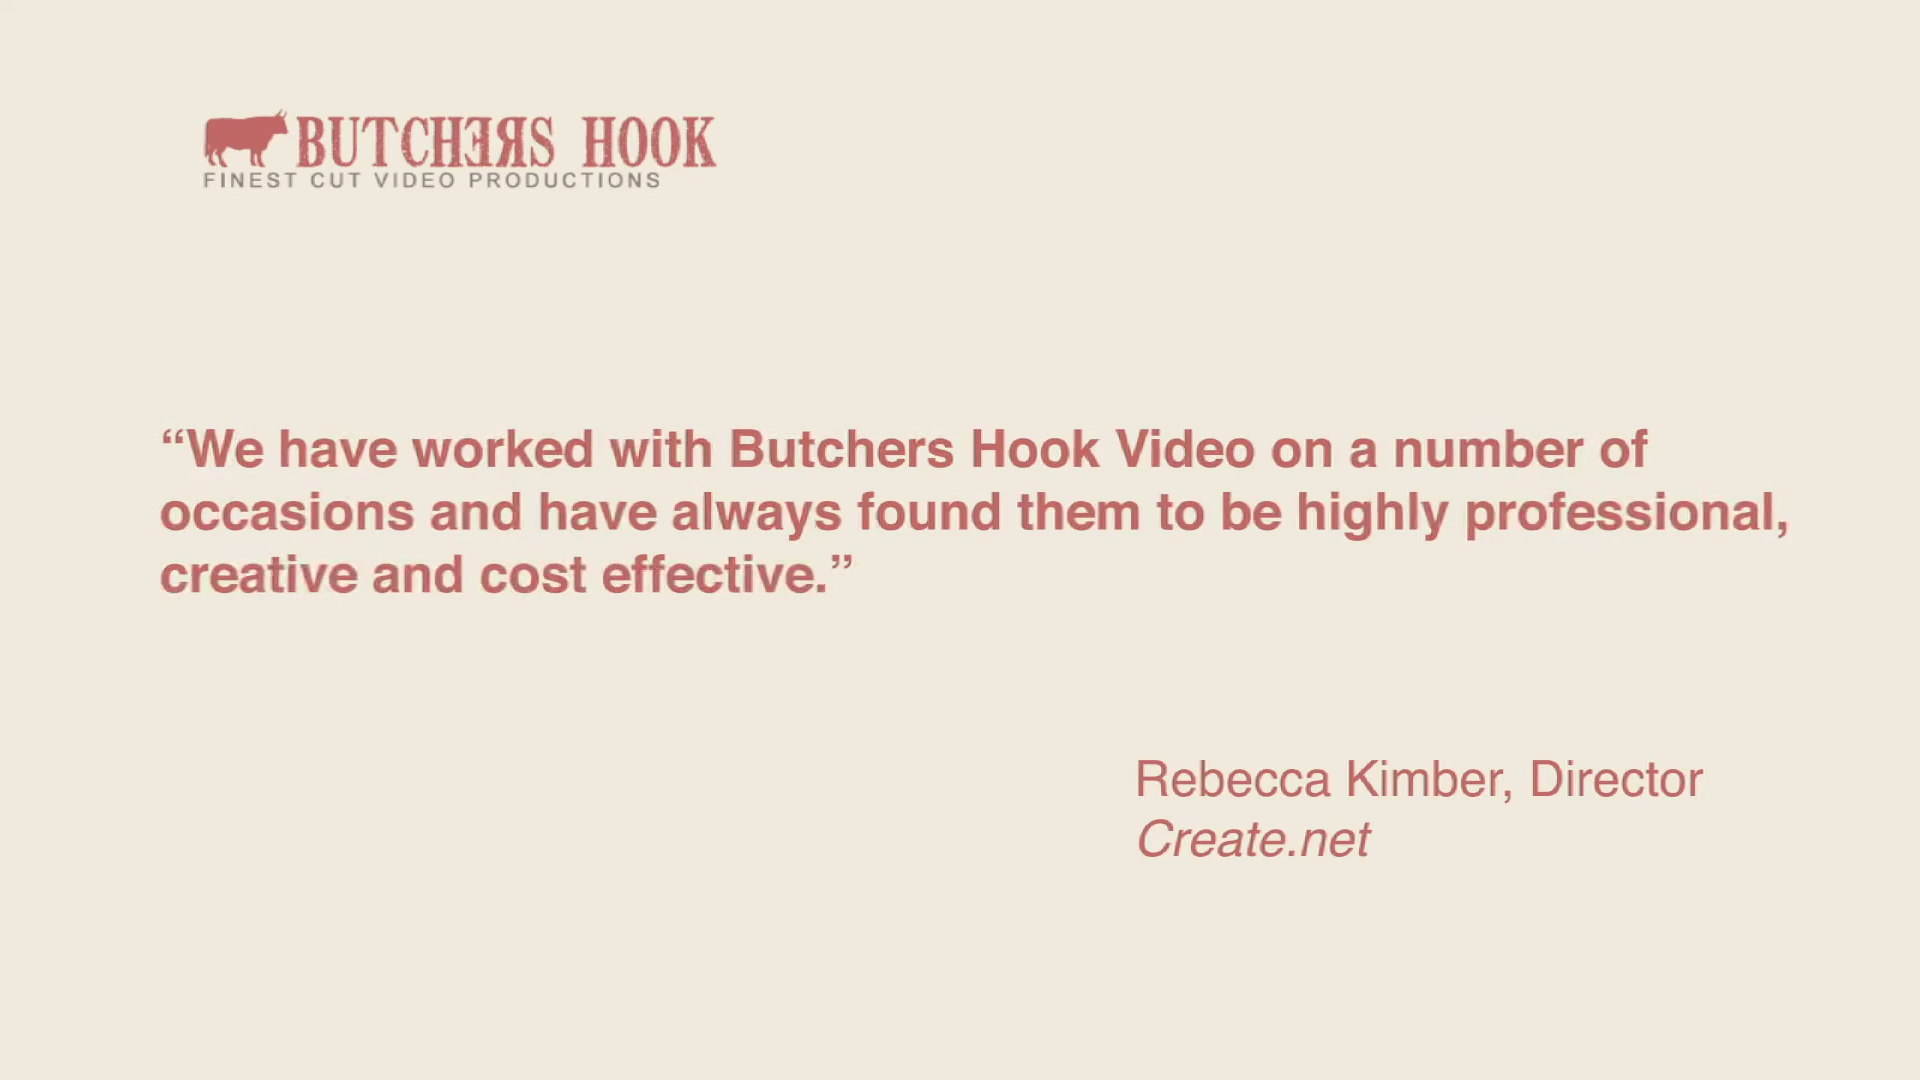 BUTCHERS HOOK
FINEST CUT VIDEO PRODUCTIONS
“We have worked with Butchers Hook Video on a number of
occasions and have always found them to be highly professional,
creative and cost effective.”
Rebecca Kimber, Director
Create.net